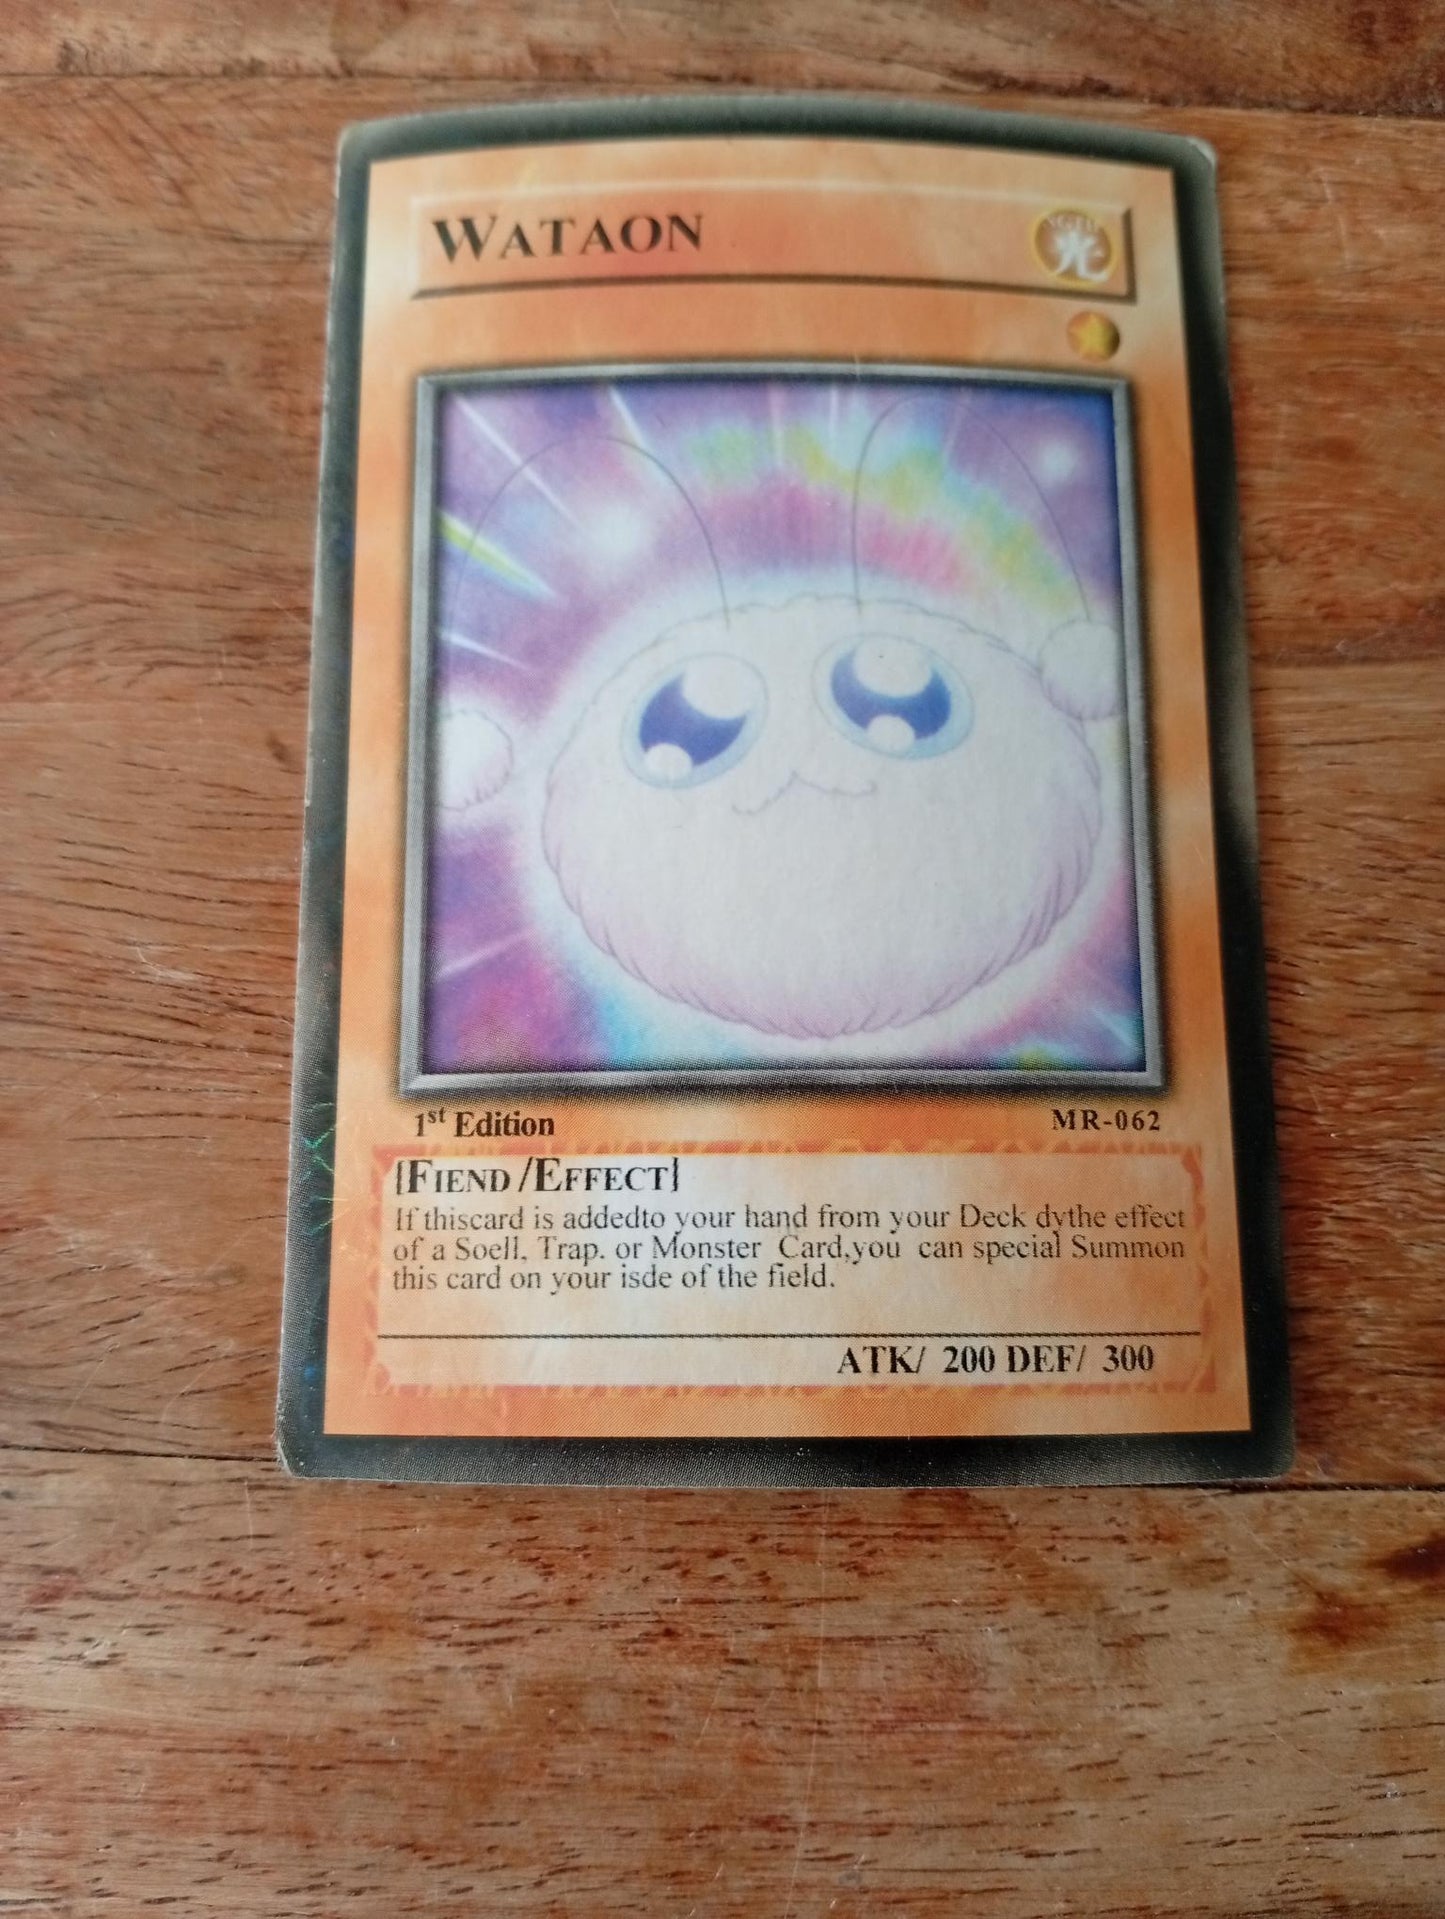 WATAON
LIGHT
光
1st Edition
MR-062
[FIEND /EFFECT]
If thiscard is addedto your hand from your Deck dythe effect
of a Soell, Trap. or Monster Card,you can special Summon
this card on your isde of the field.
ATK/ 200 DEF/ 300